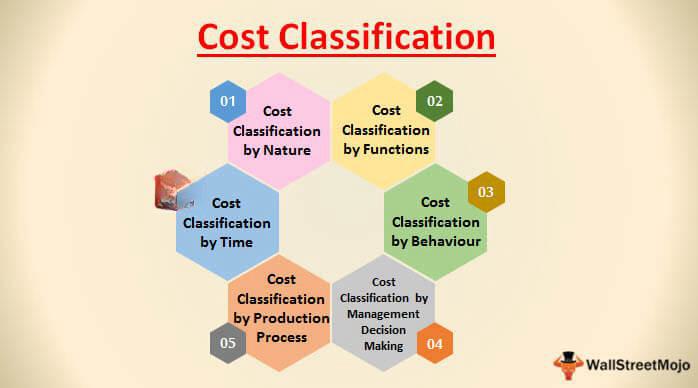 Cost Classification
01
Cost
Classification
by Nature
02
Cost
Classification
by Functions
03
Cost
Classification
by Behaviour
Cost
Classification by
Management
Decision
Making
04
Cost
Classification
by Production
Process
05
Cost
Classification
by Time
WallStreetMojo